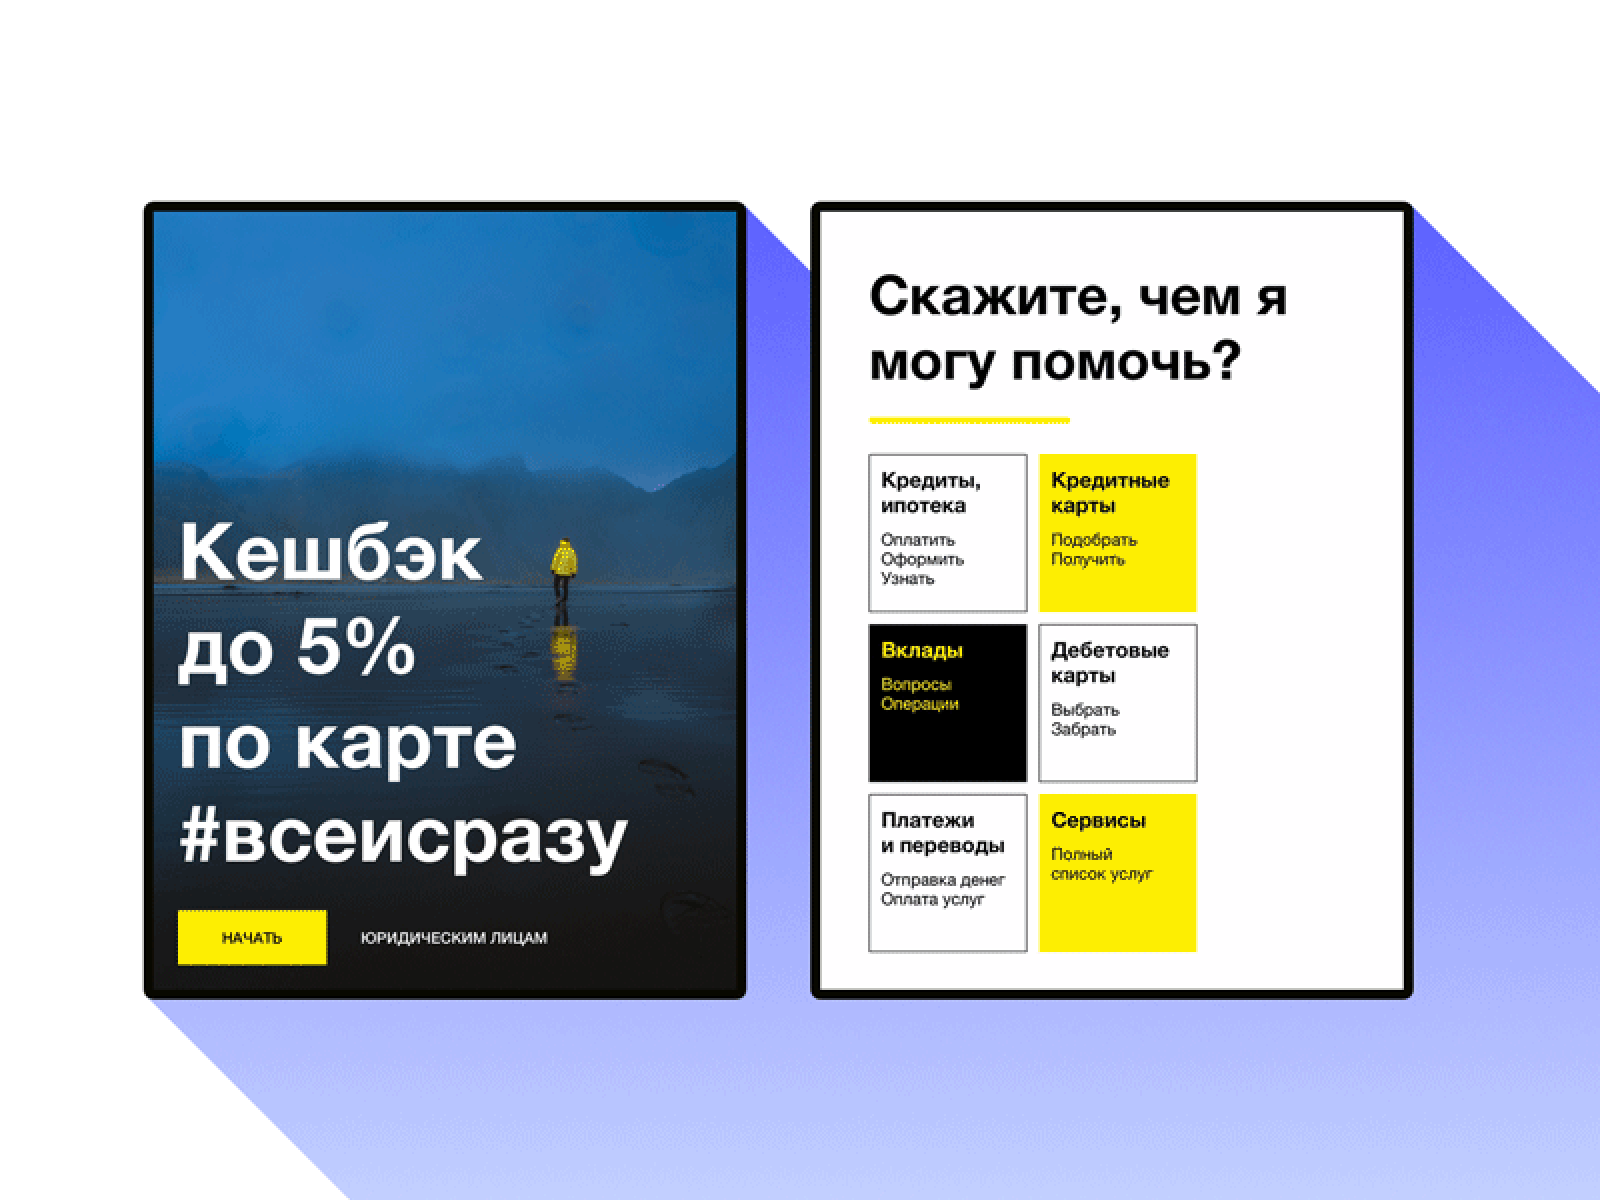 Кешбэк
до 5%
по карте
#всеисразу
НАЧАТЬ
ЮРИДИЧЕСКИМ ЛИЦАМ
Скажите, чем я
могу помочь?
Кредиты,
ипотека
Оплатить
Оформить
Узнать
Кредитные
карты
Подобрать
Получить
Вклады
Вопросы
Операции
Дебетовые
карты
Выбрать
Забрать
Платежи
и переводы
Отправка денег
Оплата услуг
Сервисы
Полный
список услуг